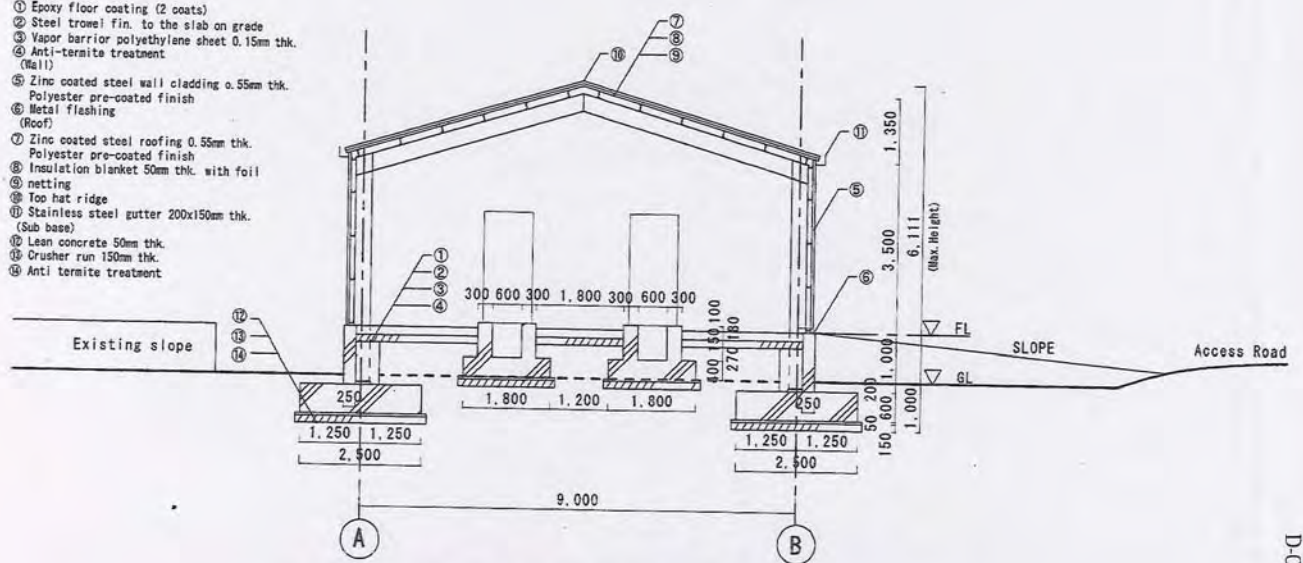 ① Epoxy floor coating (2 coats)
② Steel trowel fin. to the slab on grade
③ Vapor barrior polyethylane sheet 0.15mm thk.
④ Anti-termite treatment
(Wall)
⑤ Zinc coated steel wall cladding o.55mm thk.
Polyester pre-coated finish
⑥ Metal flashing
(Roof)
⑦ Zinc coated steel roofing 0.55mm thk.
Polyester pre-coated finish
⑧ Insulation blanket 50mm thk. with foil
⑨ netting
⑩ Top hat ridge
⑪ Stainless steel gutter 200x150mm thk.
(Sub base)
⑫ Lean concrete 50mm thk.
⑬ Crusher run 150mm thk.
⑭ Anti termite treatment
⑦
⑧
⑨
⑩
⑪
⑤
⑥
1,350
3,500
6,111
(Max. Height)
①
②
③
④
300 600 300 1,800 300 600 300
100
150 180
400 270
⑫
⑬
⑭
Existing slope
FL
SLOPE
Access Road
GL
1,000
200
600
50
150
1,000
250
250
1,800 1,200 1,800
1,250 1,250
2,500
1,250 1,250
2,500
9,000
A
B
D-C